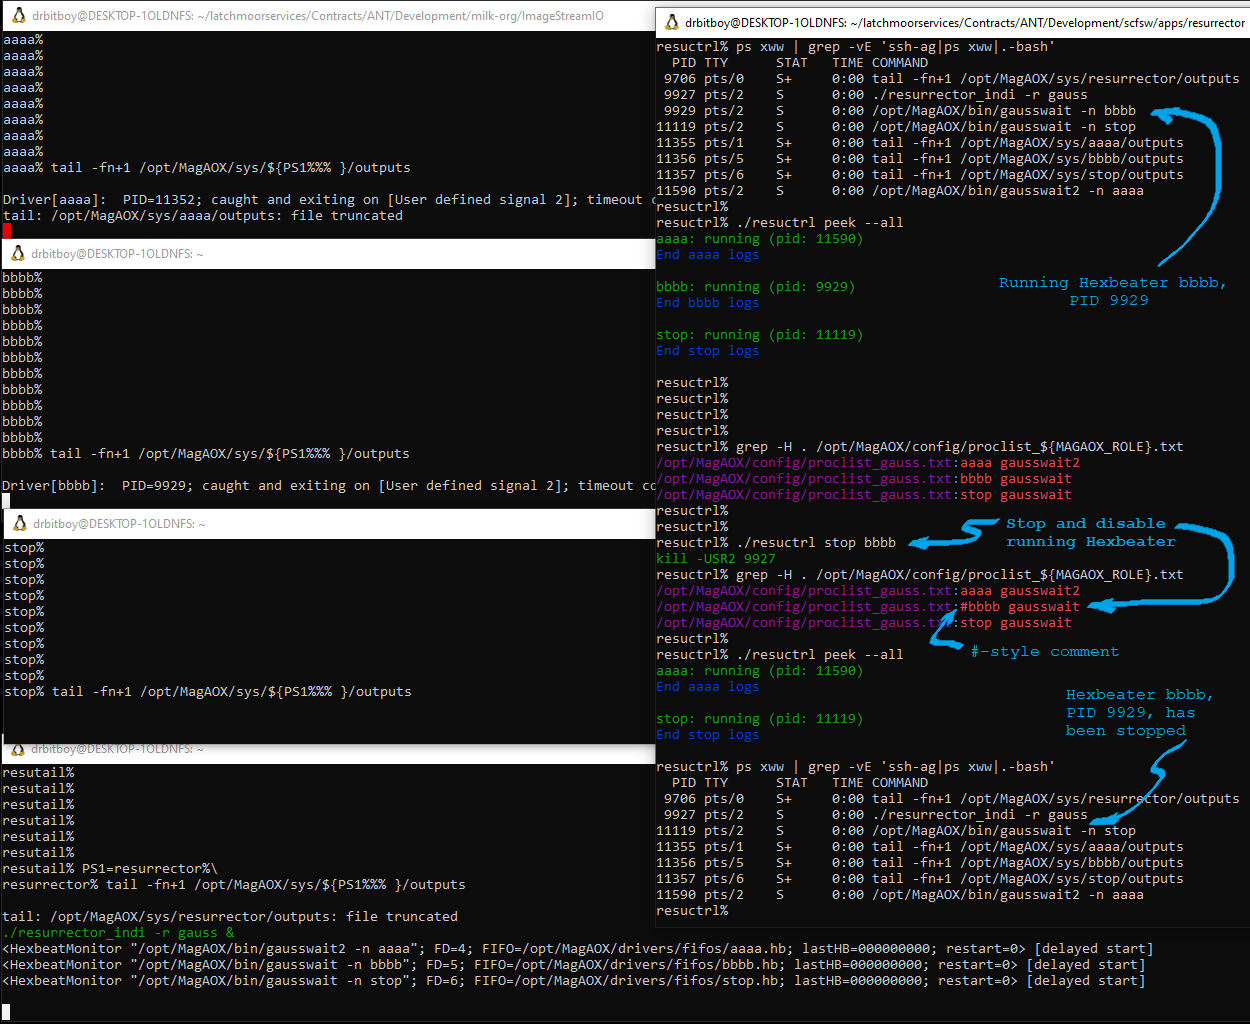 drbitboy@DESKTOP-1OLDNFS: ~/latchmoorservices/Contracts/ANT/Development/milk-org/ImageStreamIO
aaaa%
aaaa%
aaaa%
aaaa%
aaaa%
aaaa%
aaaa%
aaaa%
aaaa% tail -fn+1 /opt/MagAOX/sys/${PS1%%% }/outputs
Driver[aaaa]:  PID=11352; caught and exiting on [User defined signal 2]; timeout c
tail: /opt/MagAOX/sys/aaaa/outputs: file truncated
drbitboy@DESKTOP-1OLDNFS: ~
bbbb%
bbbb%
bbbb%
bbbb%
bbbb%
bbbb%
bbbb%
bbbb%
bbbb%
bbbb%
bbbb%
bbbb% tail -fn+1 /opt/MagAOX/sys/${PS1%%% }/outputs
Driver[bbbb]:  PID=9929; caught and exiting on [User defined signal 2]; timeout co
drbitboy@DESKTOP-1OLDNFS: ~
stop%
stop%
stop%
stop%
stop%
stop%
stop%
stop%
stop%
stop% tail -fn+1 /opt/MagAOX/sys/${PS1%%% }/outputs
drbitboy@DESKTOP-1OLDNFS: ~
resutail%
resutail%
resutail%
resutail%
resutail%
resutail%
resutail% PS1=resurrector%\
resurrector% tail -fn+1 /opt/MagAOX/sys/${PS1%%% }/outputs
tail: /opt/MagAOX/sys/resurrector/outputs: file truncated
./resurrector_indi -r gauss &
<HexbeatMonitor "/opt/MagAOX/bin/gausswait2 -n aaaa"; FD=4; FIFO=/opt/MagAOX/drivers/fifos/aaaa.hb; lastHB=000000000; restart=0> [delayed start]
<HexbeatMonitor "/opt/MagAOX/bin/gausswait -n bbbb"; FD=5; FIFO=/opt/MagAOX/drivers/fifos/bbbb.hb; lastHB=000000000; restart=0> [delayed start]
<HexbeatMonitor "/opt/MagAOX/bin/gausswait -n stop"; FD=6; FIFO=/opt/MagAOX/drivers/fifos/stop.hb; lastHB=000000000; restart=0> [delayed start]
drbitboy@DESKTOP-1OLDNFS: ~/latchmoorservices/Contracts/ANT/Development/scfsw/apps/resurrector
resuctrl% ps xww | grep -vE 'ssh-ag|ps xww|.-bash'
PID TTY      STAT   TIME COMMAND
9706 pts/0    S+     0:00 tail -fn+1 /opt/MagAOX/sys/resurrector/outputs
9927 pts/2    S      0:00 ./resurrector_indi -r gauss
9929 pts/2    S      0:00 /opt/MagAOX/bin/gausswait -n bbbb
11119 pts/2    S      0:00 /opt/MagAOX/bin/gausswait -n stop
11355 pts/1    S+     0:00 tail -fn+1 /opt/MagAOX/sys/aaaa/outputs
11356 pts/5    S+     0:00 tail -fn+1 /opt/MagAOX/sys/bbbb/outputs
11357 pts/6    S+     0:00 tail -fn+1 /opt/MagAOX/sys/stop/outputs
11590 pts/2    S      0:00 /opt/MagAOX/bin/gausswait2 -n aaaa
resuctrl%
resuctrl% ./resuctrl peek --all
aaaa: running (pid: 11590)
End aaaa logs
bbbb: running (pid: 9929)
End bbbb logs
Running Hexbeater bbbb,
PID 9929
stop: running (pid: 11119)
End stop logs
resuctrl%
resuctrl%
resuctrl%
resuctrl%
resuctrl% grep -H . /opt/MagAOX/config/proclist_${MAGAOX_ROLE}.txt
/opt/MagAOX/config/proclist_gauss.txt:aaaa gausswait2
/opt/MagAOX/config/proclist_gauss.txt:bbbb gausswait
/opt/MagAOX/config/proclist_gauss.txt:stop gausswait
resuctrl%
resuctrl%
resuctrl% ./resuctrl stop bbbb
Stop and disable
running Hexbeater
kill -USR2 9927
resuctrl% grep -H . /opt/MagAOX/config/proclist_${MAGAOX_ROLE}.txt
/opt/MagAOX/config/proclist_gauss.txt:aaaa gausswait2
/opt/MagAOX/config/proclist_gauss.txt:#bbbb gausswait
/opt/MagAOX/config/proclist_gauss.txt:stop gausswait
resuctrl%
resuctrl% ./resuctrl peek --all
#-style comment
aaaa: running (pid: 11590)
End aaaa logs
stop: running (pid: 11119)
End stop logs
Hexbeater bbbb,
PID 9929, has
been stopped
resuctrl% ps xww | grep -vE 'ssh-ag|ps xww|.-bash'
PID TTY      STAT   TIME COMMAND
9706 pts/0    S+     0:00 tail -fn+1 /opt/MagAOX/sys/resurrector/outputs
9927 pts/2    S      0:00 ./resurrector_indi -r gauss
11119 pts/2    S      0:00 /opt/MagAOX/bin/gausswait -n stop
11355 pts/1    S+     0:00 tail -fn+1 /opt/MagAOX/sys/aaaa/outputs
11356 pts/5    S+     0:00 tail -fn+1 /opt/MagAOX/sys/bbbb/outputs
11357 pts/6    S+     0:00 tail -fn+1 /opt/MagAOX/sys/stop/outputs
11590 pts/2    S      0:00 /opt/MagAOX/bin/gausswait2 -n aaaa
resuctrl%